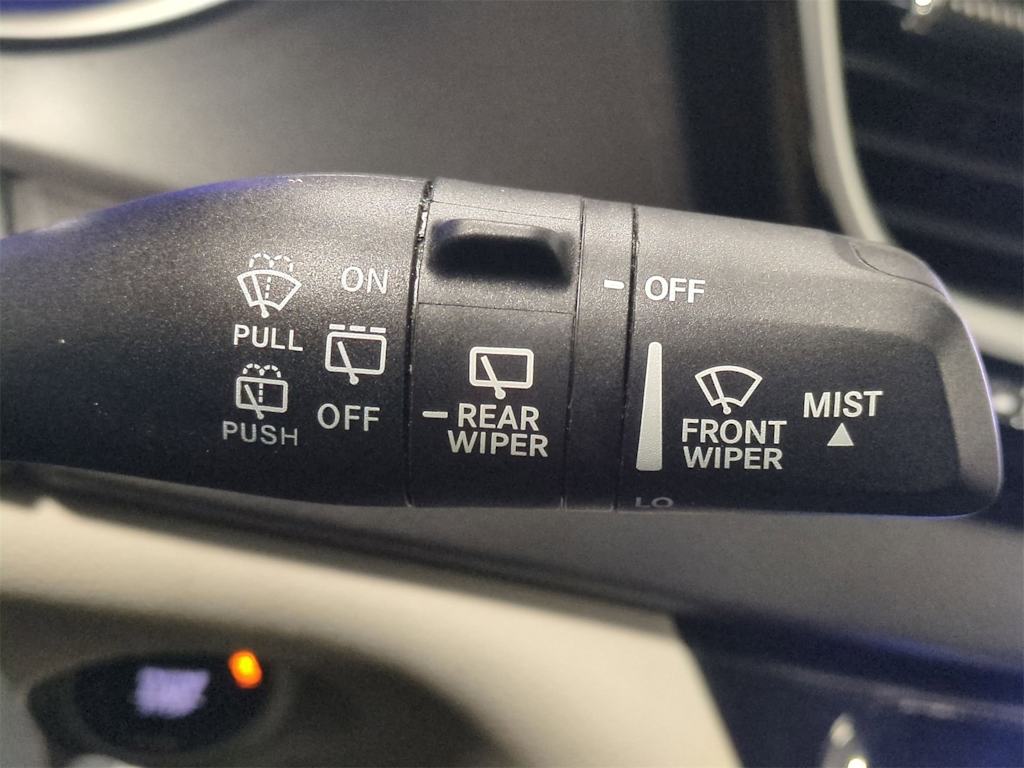 PULL
PUSH
ON
OFF
REAR
WIPER
OFF
FRONT
WIPER
MIST
LO